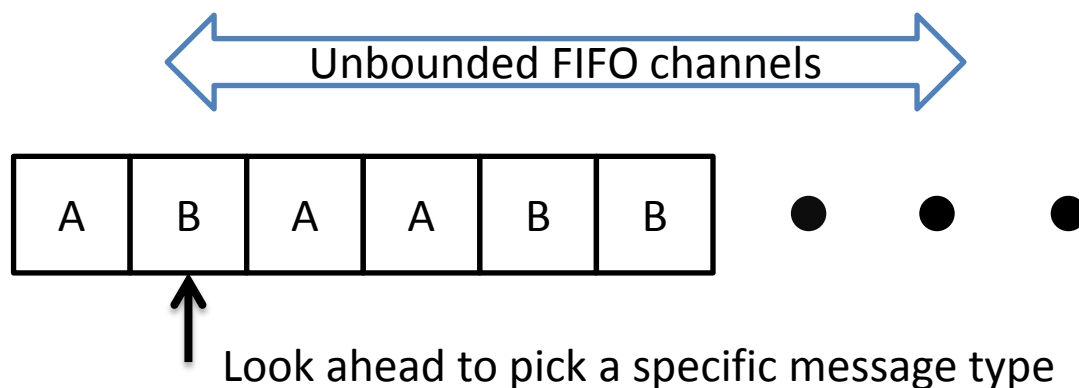 Unbounded FIFO channels
A B A A B B
Look ahead to pick a specific message type